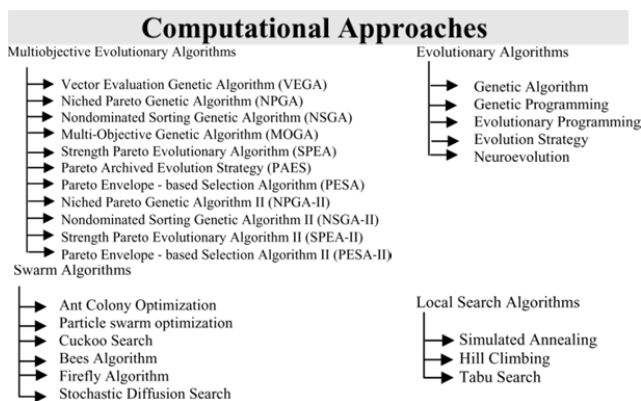 Computational Approaches
Multiobjective Evolutionary Algorithms
Vector Evaluation Genetic Algorithm (VEGA)
Niched Pareto Genetic Algorithm (NPGA)
Nondominated Sorting Genetic Algorithm (NSGA)
Multi-Objective Genetic Algorithm (MOGA)
Strength Pareto Evolutionary Algorithm (SPEA)
Pareto Archived Evolution Strategy (PAES)
Pareto Envelope - based Selection Algorithm (PESA)
Niched Pareto Genetic Algorithm II (NPGA-II)
Nondominated Sorting Genetic Algorithm II (NSGA-II)
Strength Pareto Evolutionary Algorithm II (SPEA-II)
Pareto Envelope - based Selection Algorithm II (PESA-II)
Swarm Algorithms
Ant Colony Optimization
Particle swarm optimization
Cuckoo Search
Bees Algorithm
Firefly Algorithm
Stochastic Diffusion Search
Evolutionary Algorithms
Genetic Algorithm
Genetic Programming
Evolutionary Programming
Evolution Strategy
Neuroevolution
Local Search Algorithms
Simulated Annealing
Hill Climbing
Tabu Search